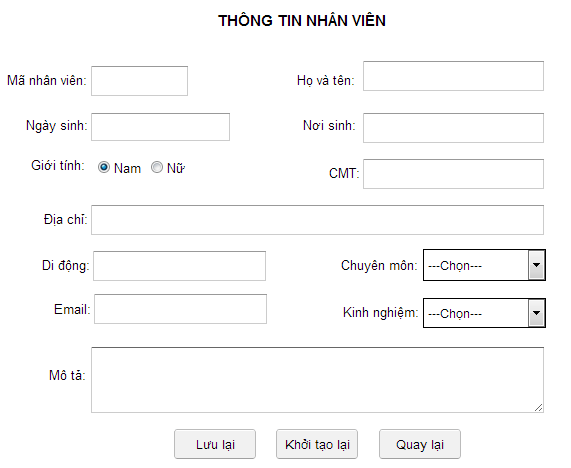 THÔNG TIN NHÂN VIÊN
Mã nhân viên: Họ và tên:
Ngày sinh: Nơi sinh:
Giới tính: Nam Nữ CMT:
Địa chỉ:
Di động: Chuyên môn: ---Chọn---
Email: Kinh nghiệm: ---Chọn---
Mô tả:
Lưu lại Khởi tạo lại Quay lại